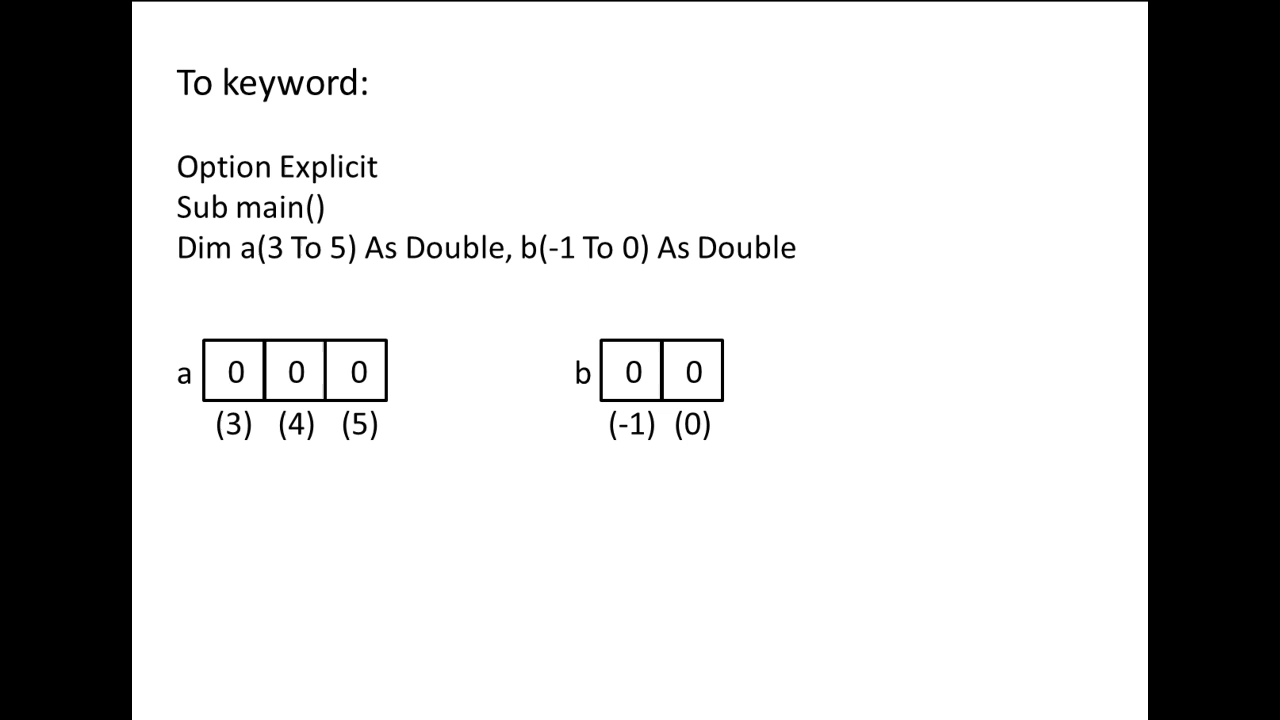 To keyword:
Option Explicit
Sub main()
Dim a(3 To 5) As Double, b(-1 To 0) As Double
a 0 0 0 b 0 0
(3) (4) (5) (-1) (0)